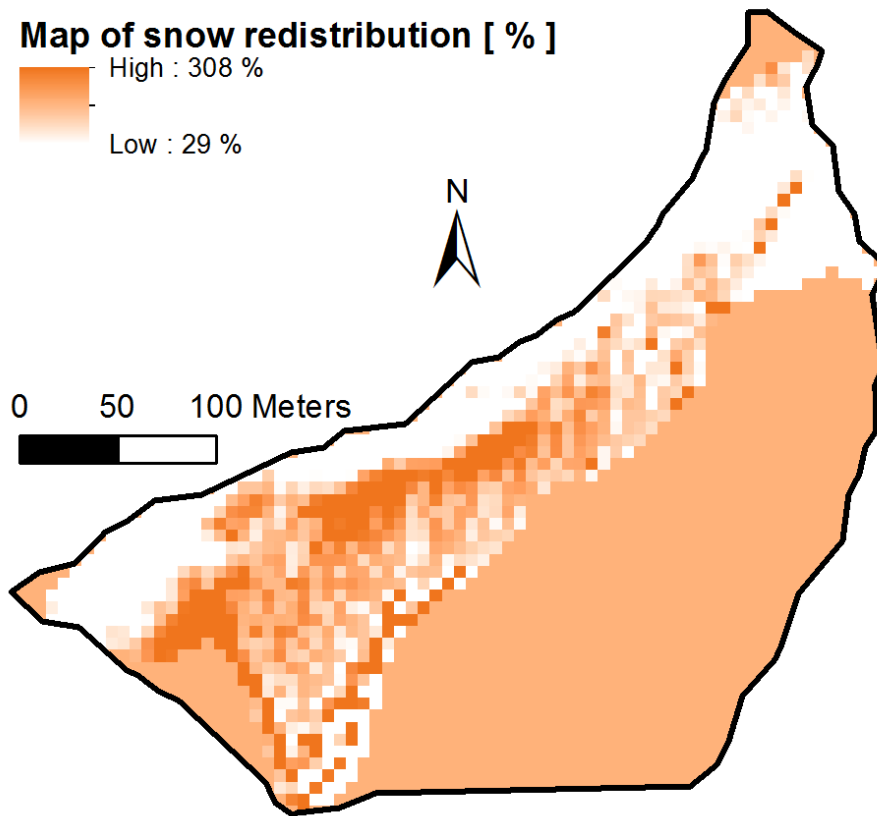 Map of snow redistribution [ % ]
High : 308 %
Low : 29 %
N
0 50 100 Meters